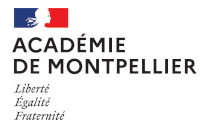 ACADÉMIE
DE MONTPELLIER
Liberté
Égalité
Fraternité